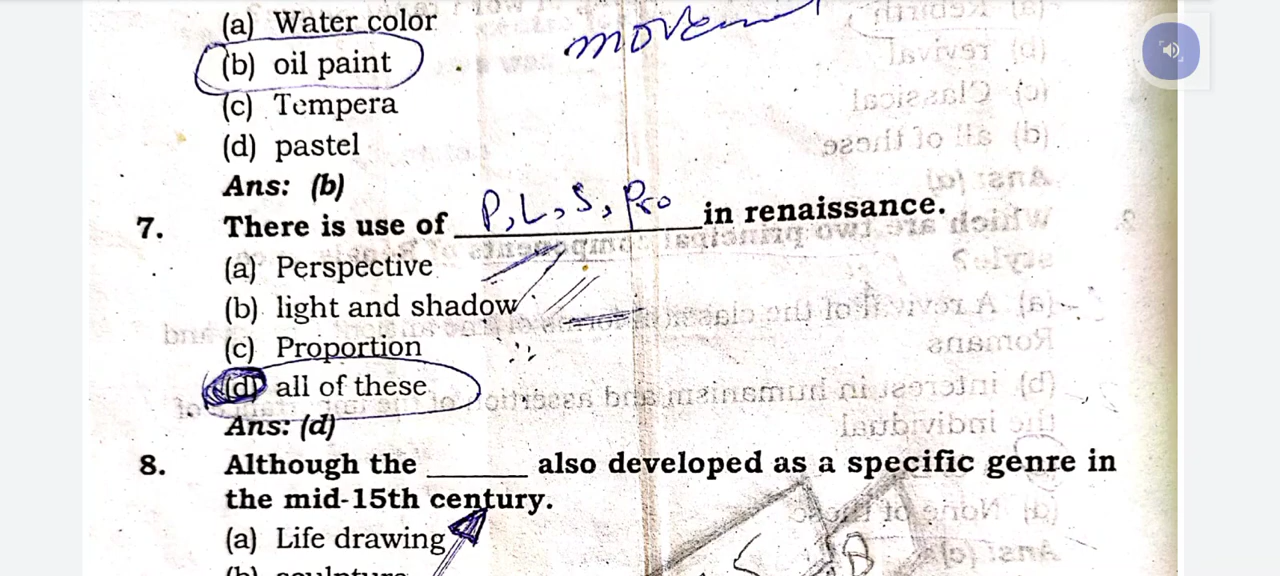 (a) Water color
movem
(b) oil paint
(c) Tempera
(d) pastel
Ans: (b)
7. There is use of P, L, S, Pro in renaissance.
(a) Perspective
(b) light and shadow
(c) Proportion
(d) all of these
Ans: (d)
8. Although the ______ also developed as a specific genre in
the mid-15th century.
(a) Life drawing
(b) sculpture